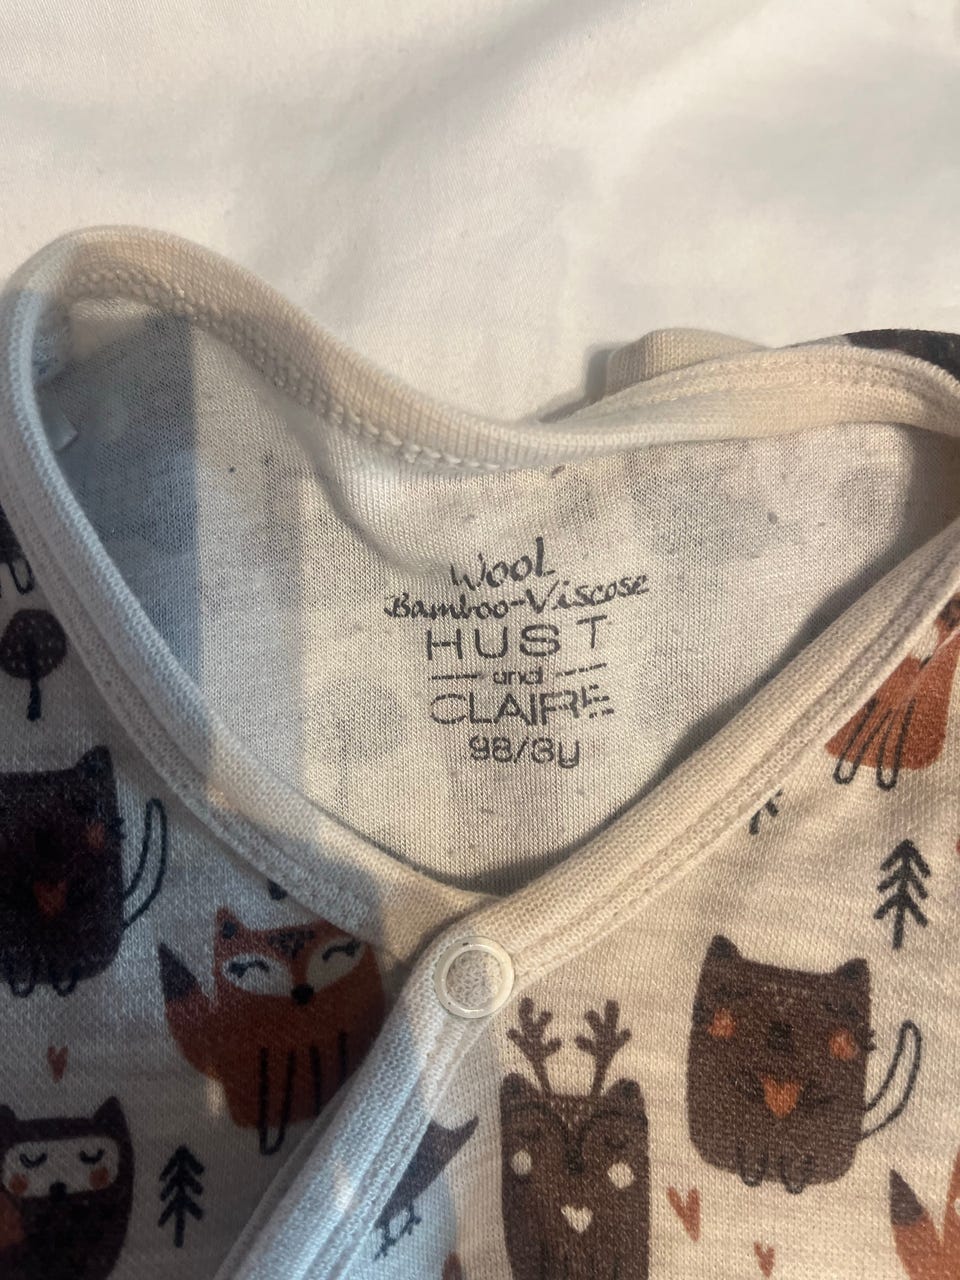 Wool
Bamboo-Viscose
HUST
and
CLAIRE
98/3y